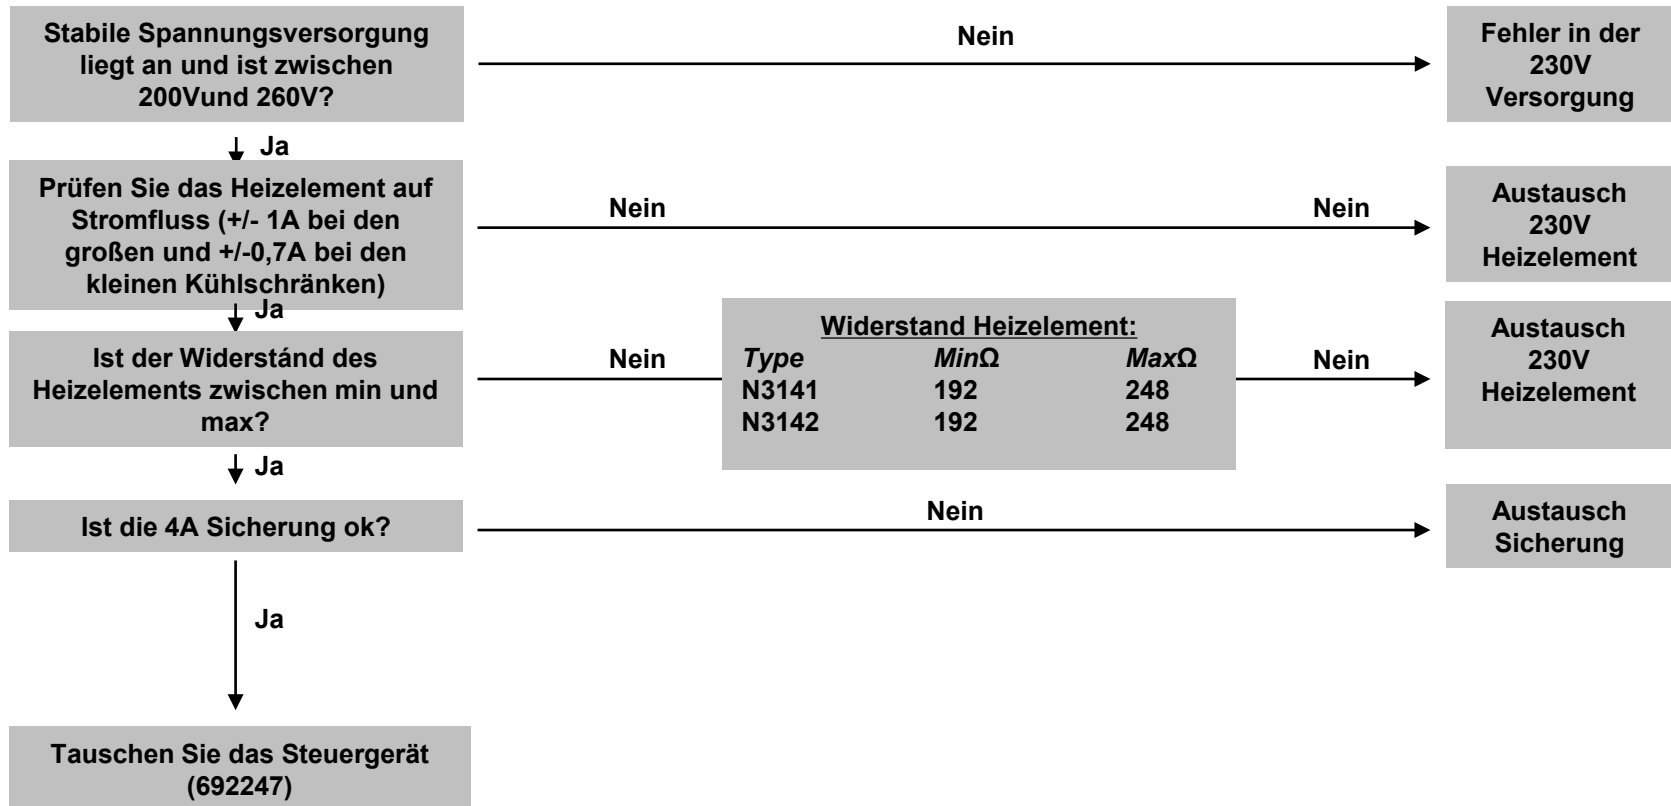 Stabile Spannungsversorgung
liegt an und ist zwischen
200Vund 260V?
Nein
Fehler in der
230V
Versorgung
Ja
Prüfen Sie das Heizelement auf
Stromfluss (+/- 1A bei den
großen und +/-0,7A bei den
kleinen Kühlschränken)
Nein
Nein
Austausch
230V
Heizelement
Ja
Ist der Widerstánd des
Heizelements zwischen min und
max?
Nein
Widerstand Heizelement:
Type MinΩ MaxΩ
N3141 192 248
N3142 192 248
Nein
Austausch
230V
Heizelement
Ja
Ist die 4A Sicherung ok?
Nein
Austausch
Sicherung
Ja
Tauschen Sie das Steuergerät
(692247)